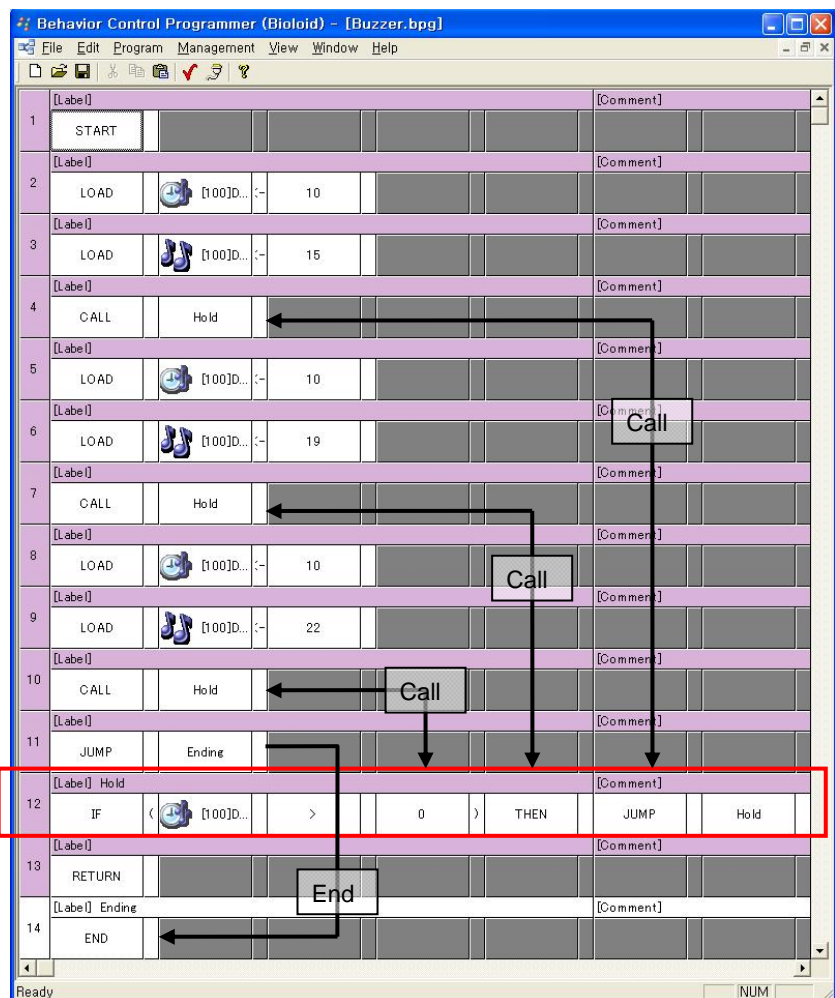 Behavior Control Programmer (Bioloid) - [Buzzer.bpg]
File Edit Program Management View Window Help
[Label] [Comment]
1 START
[Label] [Comment]
2 LOAD [100]D... <- 10
[Label] [Comment]
3 LOAD [100]D... <- 15
[Label] [Comment]
4 CALL Hold
[Label] [Comment]
5 LOAD [100]D... <- 10
[Label] [Comment]
6 LOAD [100]D... <- 19
Call
[Label] [Comment]
7 CALL Hold
[Label] [Comment]
8 LOAD [100]D... <- 10
Call
[Label] [Comment]
9 LOAD [100]D... <- 22
[Label] [Comment]
10 CALL Hold
Call
[Label] [Comment]
11 JUMP Ending
[Label] Hold [Comment]
12 IF ( [100]D... > 0 ) THEN JUMP Hold
[Label] [Comment]
13 RETURN
End
[Label] Ending [Comment]
14 END
Ready NUM